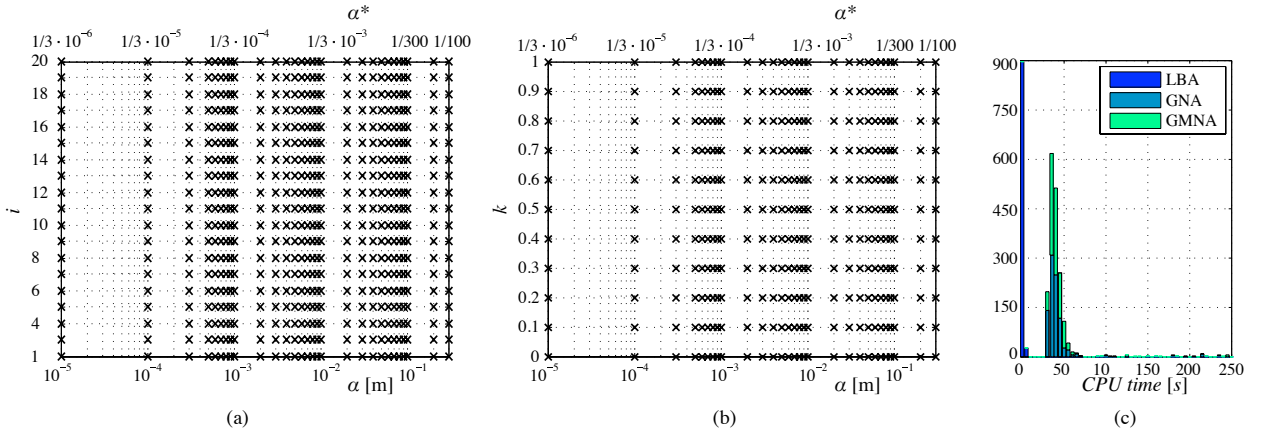 α*
1/3 · 10⁻⁶ 1/3 · 10⁻⁵ 1/3 · 10⁻⁴ 1/3 · 10⁻³ 1/300 1/100
20
18
16
14
12
10
8
6
4
1
i
10⁻⁵ 10⁻⁴ 10⁻³ 10⁻² 10⁻¹
α [m]
(a)
α*
1/3 · 10⁻⁶ 1/3 · 10⁻⁵ 1/3 · 10⁻⁴ 1/3 · 10⁻³ 1/300 1/100
1
0.9
0.8
0.7
0.6
0.5
0.4
0.3
0.2
0.1
0
k
10⁻⁵ 10⁻⁴ 10⁻³ 10⁻² 10⁻¹
α [m]
(b)
900
750
600
450
300
150
0
LBA
GNA
GMNA
0 50 100 150 200 250
CPU time [s]
(c)